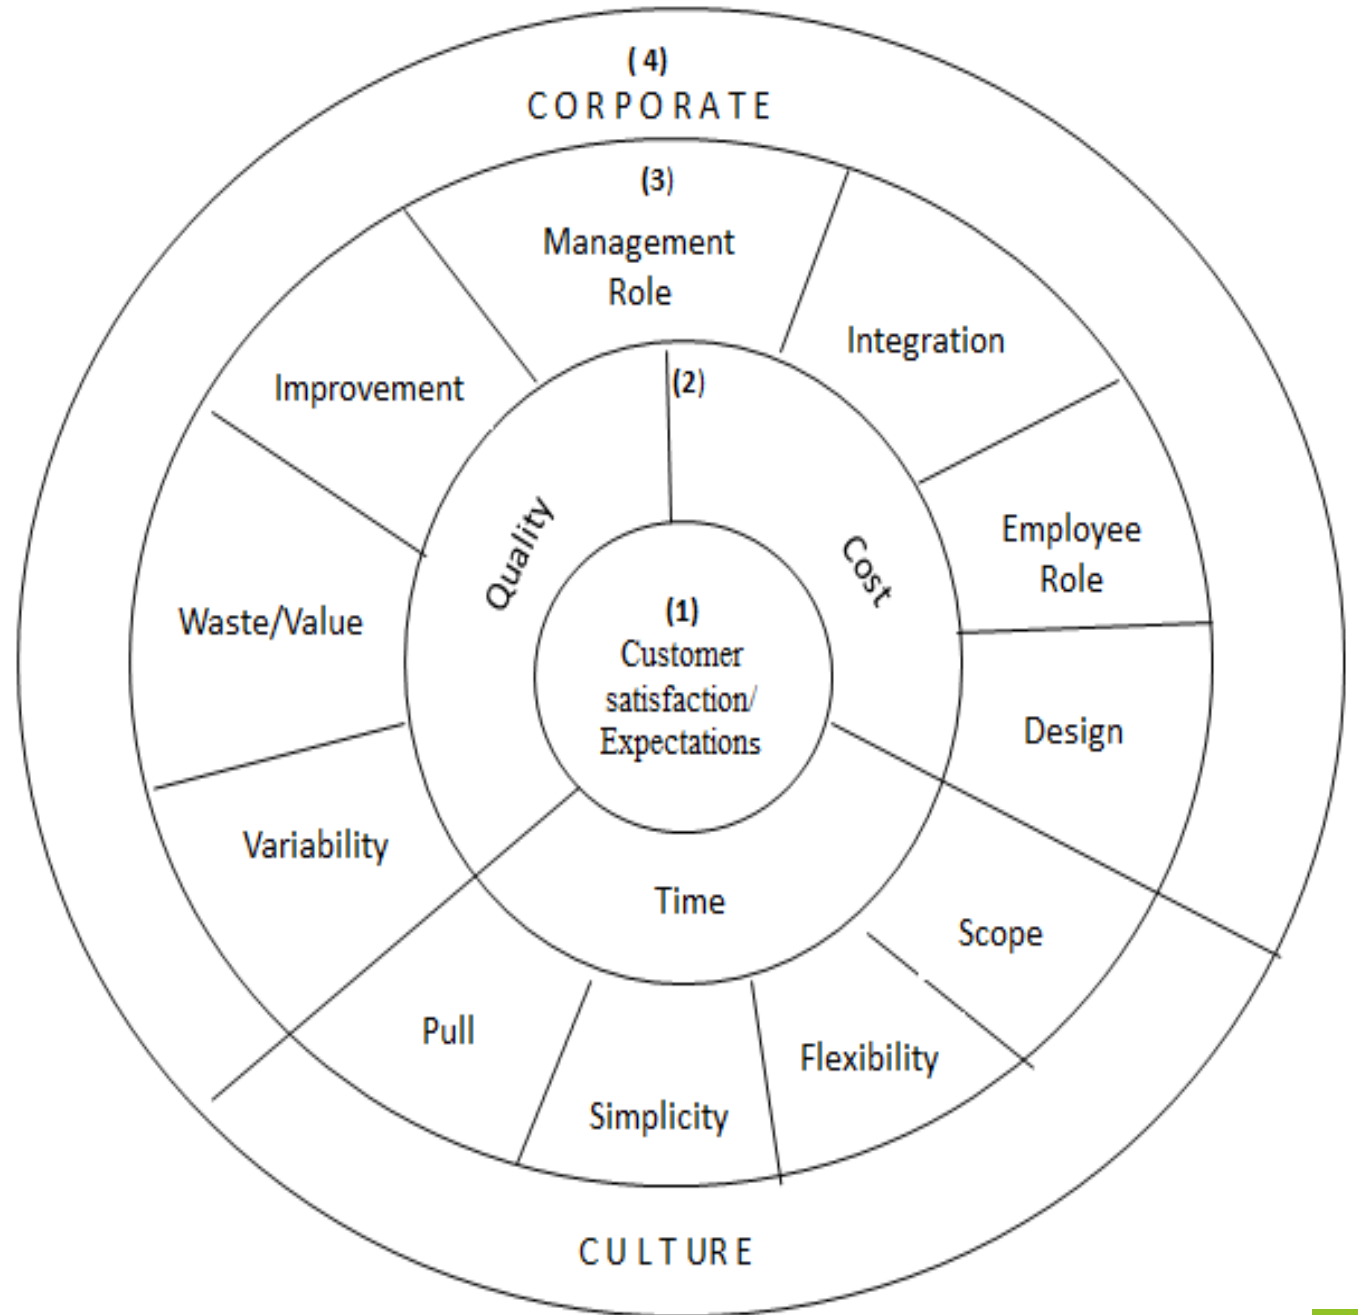 ( 4)
CORPORATE
(3)
Management
Role
Integration
Improvement
(2)
Quality
Cost
Employee
Role
Waste/Value
(1)
Customer
satisfaction/
Expectations
Design
Variability
Time
Scope
Pull
Flexibility
Simplicity
CULTURE